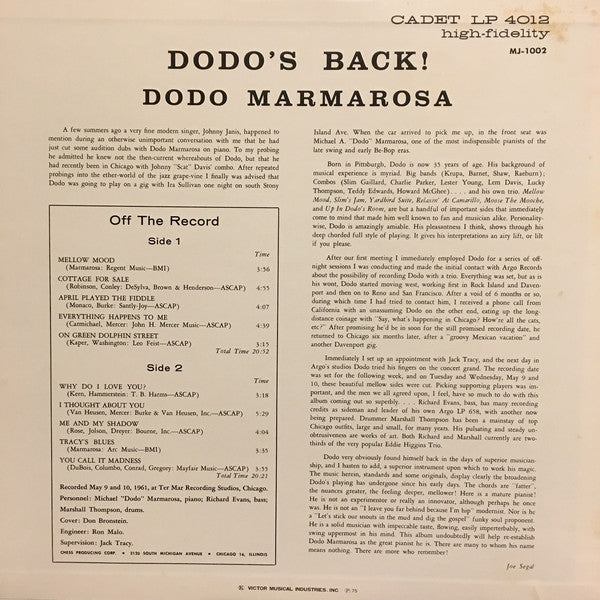 CADET LP 4012
high-fidelity
MJ-1002
DODO'S BACK!
DODO MARMAROSA
A few summers ago a very fine modern singer, Johnny Janis, happened to
mention during an otherwise unimportant conversation with me that he had
just cut some audition dubs with Dodo Marmarosa on piano. To my probing
he admitted he knew not the then-current whereabouts of Dodo, but that he
had recently been in Chicago with Johnny "Scat" Davis' combo. After repeated
probings into the ether-world of the jazz grape-vine I finally was advised that
Dodo was going to play on a gig with Ira Sullivan one night on south Stony
Island Ave. When the car arrived to pick me up, in the front seat was
Michael A. "Dodo" Marmarosa, one of the most indispensible pianists of the
late swing and early Be-Bop eras.
Born in Pittburgh, Dodo is now 35 years of age. His background of
musical experience is myriad. Big bands (Krupa, Barnet, Shaw, Raeburn);
Combos (Slim Gaillard, Charlie Parker, Lester Young, Lem Davis, Lucky
Thompson, Teddy Edwards, Howard McGhee) . . . . and his own trio. Mellow
Mood, Slim's Jam, Yardbird Suite, Relaxin' At Camarillo, Moose The Mooche,
and Up In Dodo's Room, are but a handful of important sides that immediately
come to mind that made him well known to fan and musician alike. Personality-
wise, Dodo is amazingly amiable. His pleasantness I think, shows through his
deep chorded full style of playing. It gives his interpretations an airy lift, or lilt
if you please.
After our first meeting I immediately employed Dodo for a series of off-
night sessions I was conducting and made the initial contact with Argo Records
about the possibility of recording Dodo with a trio. Everything was set, but as is
his wont, Dodo started moving west, working first in Rock Island and Daven-
port and then on to Reno and San Francisco. After a void of 6 months or so,
during which time I had tried to contact him, I received a phone call from
California with an unassuming Dodo on the other end, eating up the long-
distance coinage with "Say, what's happening in Chicago? How're all the cats,
etc?" After promising he'd be in soon for the still promised recording date, he
returned to Chicago six months later, after a "groovy Mexican vacation" and
another Davenport gig.
Immediately I set up an appointment with Jack Tracy, and the next day in
Argo's studios Dodo tried his fingers on the concert grand. The recording date
was set for the following week, and on Tuesday and Wednesday, May 9 and
10, these beautiful mellow sides were cut. Picking supporting players was im-
portant, and the men we all agreed upon, I feel, have so much to do with this
album coming out so superbly. . . . Richard Evans, bass, has many recording
credits as sideman and leader of his own Argo LP 658, with another now
being prepared. Drummer Marshall Thompson has been a mainstay of top
Chicago outfits, large and small, for many years. His pulsating and steady un-
obtrusiveness are works of art. Both Richard and Marshall currently are two-
thirds of the very popular Eddie Higgins Trio.
Dodo very obviously found himself back in the days of superior musician-
ship, and I hasten to add, a superior instrument upon which to work his magic.
The music herein, standards and some originals, display clearly the broadening
Dodo's playing has undergone since his early days. The chords are "fatter",
the nuances greater, the feeling deeper, mellower! Here is a mature pianist!
He is not an experimentor or really an innovator, although perhaps he once
was. He is not an "I leave you far behind because I'm hip" modernist. Nor is he
a "Let's stick our snouts in the mud and dig the gospel" funky soul proponent.
He is a solid musician with impeccable taste, flowing, easily imperturbable, with
swing uppermost in his mind. This album undoubtedly will help re-establish
Dodo Marmarosa as the great pianist he is. There are many to whom his name
means nothing. There are more who remember!
Joe Segal
Off The Record
Side 1
Time
MELLOW MOOD
(Marmarosa: Regent Music—BMI) 3:56
COTTAGE FOR SALE
(Robinson, Conley: DeSylva, Brown & Henderson—ASCAP) 4:55
APRIL PLAYED THE FIDDLE
(Monaco, Burke: Santly-Joy—ASCAP) 4:07
EVERYTHING HAPPENS TO ME
(Carmichael, Mercer: John H. Mercer Music—ASCAP) 4:39
ON GREEN DOLPHIN STREET
(Kaper, Washington: Leo Feist—ASCAP) 3:15
Total Time 20:52
Side 2
Time
WHY DO I LOVE YOU?
(Kern, Hammerstein: T. B. Harms—ASCAP) 3:18
I THOUGHT ABOUT YOU
(Van Heusen, Mercer: Burke & Van Heusen, Inc.—ASCAP) 5:29
ME AND MY SHADOW
(Rose, Jolson, Dreyer: Bourne, Inc.—ASCAP) 4:04
TRACY'S BLUES
(Marmarosa: Arc Music—BMI) 3:35
YOU CALL IT MADNESS
(DuBois, Columbo, Conrad, Gregory: Mayfair Music—ASCAP) 3:55
Total Time 20:21
Recorded May 9 and 10, 1961, at Ter Mar Recording Studios, Chicago.
Personnel: Michael "Dodo" Marmarosa, piano; Richard Evans, bass;
Marshall Thompson, drums.
Cover: Don Bronstein.
Engineer: Ron Malo.
Supervision: Jack Tracy.
CHESS PRODUCING CORP. • 2120 SOUTH MICHIGAN AVENUE • CHICAGO 16, ILLINOIS
VICTOR MUSICAL INDUSTRIES, INC. (P) 75